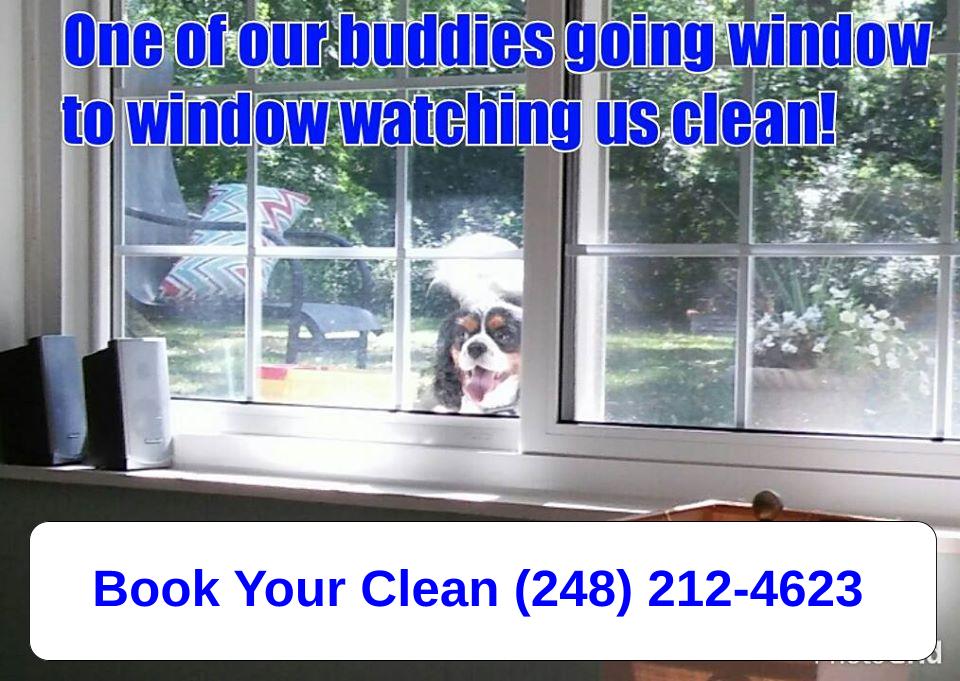 One of our buddies going window
to window watching us clean!
Book Your Clean (248) 212-4623